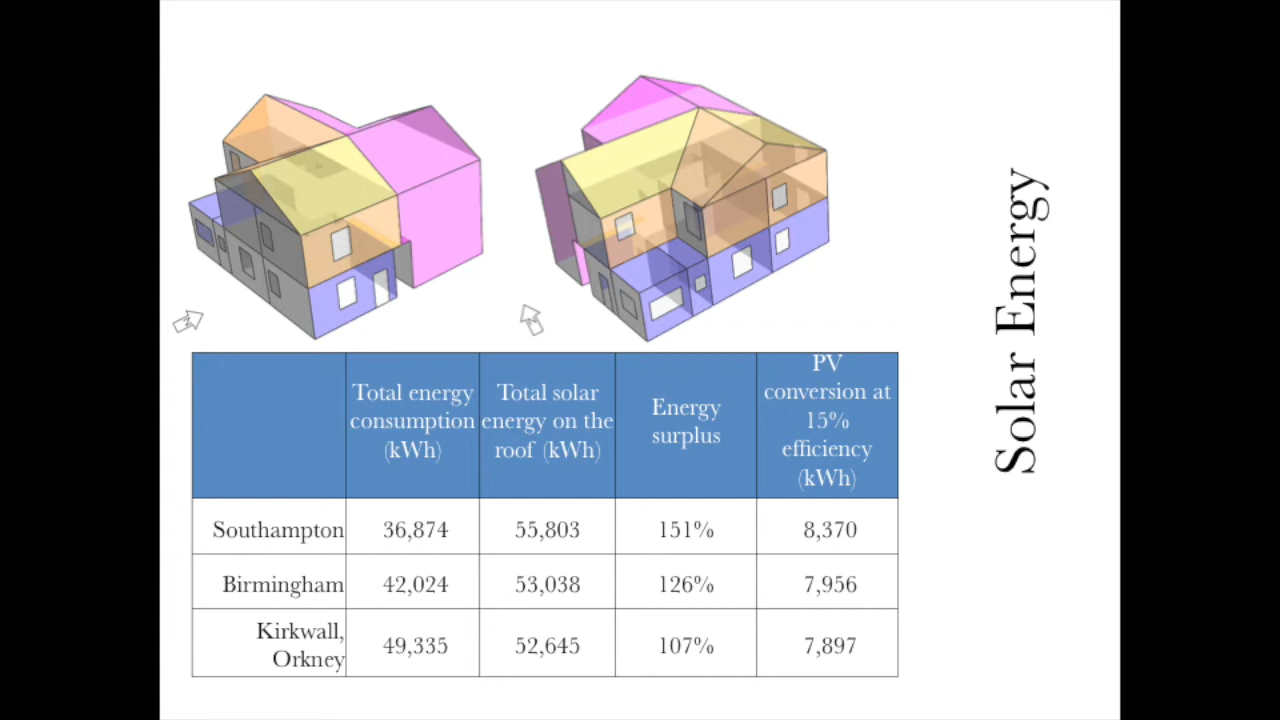 Solar Energy
Total energy
consumption
(kWh)
Total solar
energy on the
roof (kWh)
Energy
surplus
PV
conversion at
15%
efficiency
(kWh)
Southampton 36,874 55,803 151% 8,370
Birmingham 42,024 53,038 126% 7,956
Kirkwall,
Orkney 49,335 52,645 107% 7,897